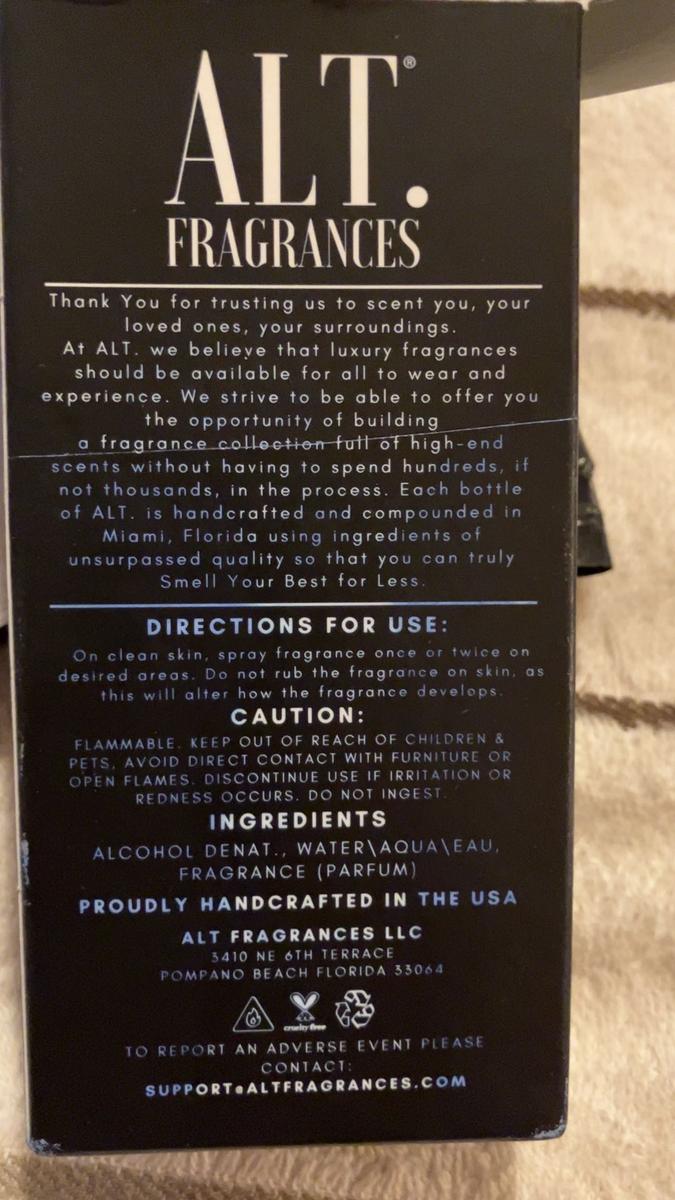 ALT.®
FRAGRANCES
Thank You for trusting us to scent you, your
loved ones, your surroundings.
At ALT. we believe that luxury fragrances
should be available for all to wear and
experience. We strive to be able to offer you
the opportunity of building
a fragrance collection full of high-end
scents without having to spend hundreds, if
not thousands, in the process. Each bottle
of ALT. is handcrafted and compounded in
Miami, Florida using ingredients of
unsurpassed quality so that you can truly
Smell Your Best for Less.
DIRECTIONS FOR USE:
On clean skin, spray fragrance once or twice on
desired areas. Do not rub the fragrance on skin, as
this will alter how the fragrance develops.
CAUTION:
FLAMMABLE. KEEP OUT OF REACH OF CHILDREN &
PETS. AVOID DIRECT CONTACT WITH FURNITURE OR
OPEN FLAMES. DISCONTINUE USE IF IRRITATION OR
REDNESS OCCURS. DO NOT INGEST.
INGREDIENTS
ALCOHOL DENAT., WATER\AQUA\EAU,
FRAGRANCE (PARFUM)
PROUDLY HANDCRAFTED IN THE USA
ALT FRAGRANCES LLC
3410 NE 6TH TERRACE
POMPANO BEACH FLORIDA 33064
cruelty free
TO REPORT AN ADVERSE EVENT PLEASE
CONTACT:
SUPPORT@ALTFRAGRANCES.COM